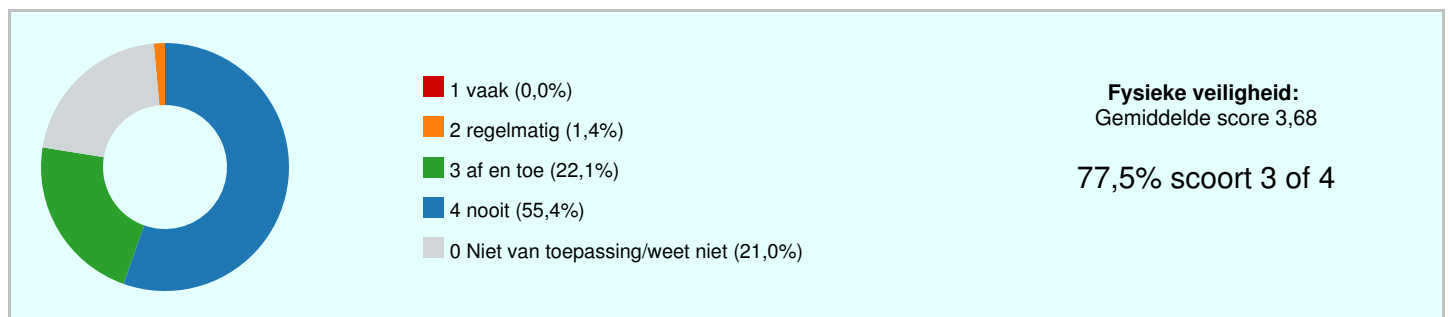 1 vaak (0,0%)
2 regelmatig (1,4%)
3 af en toe (22,1%)
4 nooit (55,4%)
0 Niet van toepassing/weet niet (21,0%)
Fysieke veiligheid:
Gemiddelde score 3,68
77,5% scoort 3 of 4